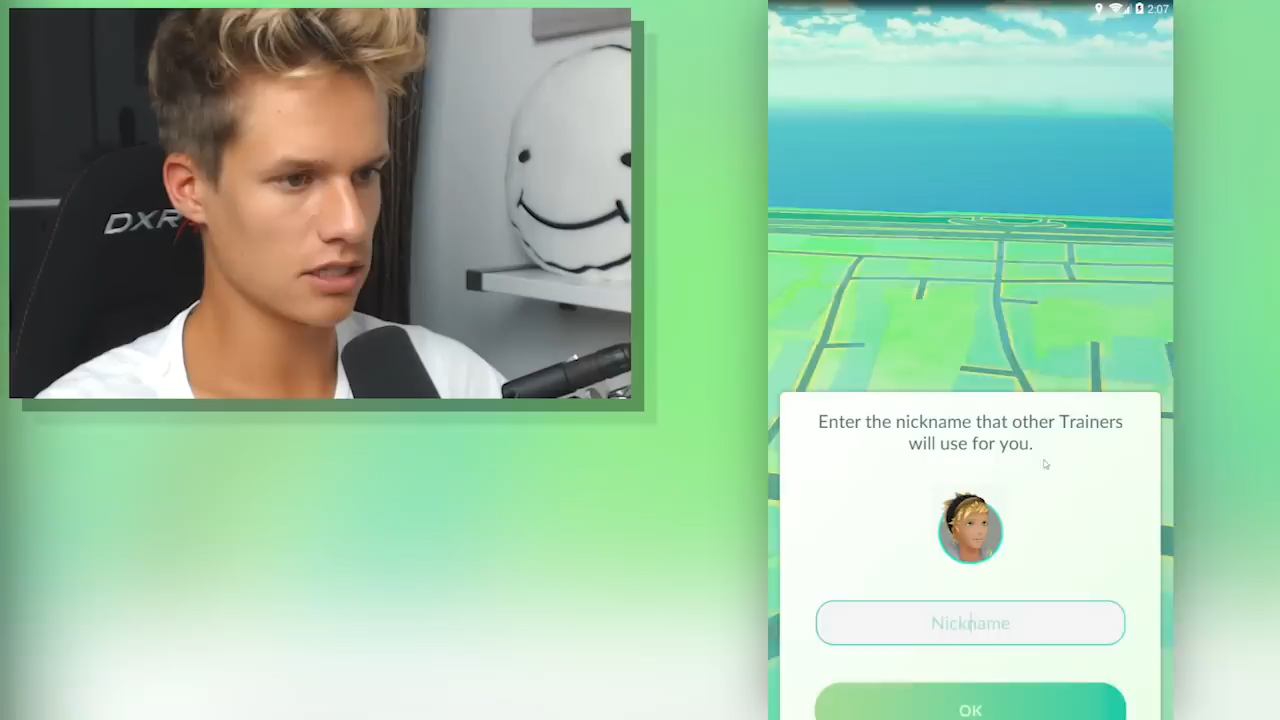 DXR
2:07
Enter the nickname that other Trainers
will use for you.
Nickname
OK